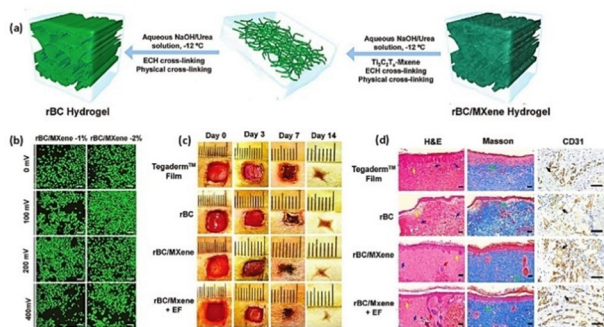 (a)
Aqueous NaOH/Urea
solution, -12 ºC
ECH cross-linking
Physical cross-linking
Aqueous NaOH/Urea
solution, -12 ºC
Ti3C2Tx-Mxene
ECH cross-linking
Physical cross-linking
rBC Hydrogel
rBC/MXene Hydrogel
(b) rBC/MXene -1% rBC/MXene -2%
0 mV
100 mV
200 mV
400mV
(c) Day 0 Day 3 Day 7 Day 14
Tegaderm™
Film
rBC
rBC/MXene
rBC/Mxene
+ EF
(d) H&E Masson CD31
Tegaderm™
Film
rBC
rBC/MXene
rBC/Mxene
+ EF